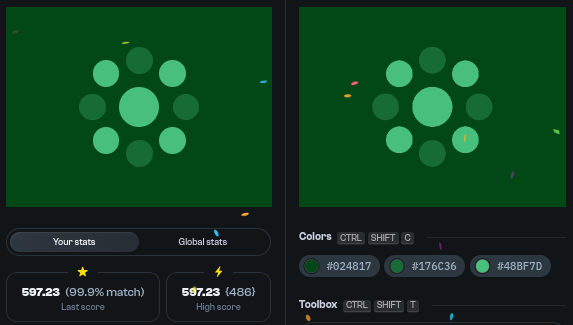 Your stats
Global stats
597.23 (99.9% match)
Last score
597.23 {486}
High score
Colors CTRL SHIFT C
#024817
#176C36
#48BF7D
Toolbox CTRL SHIFT T